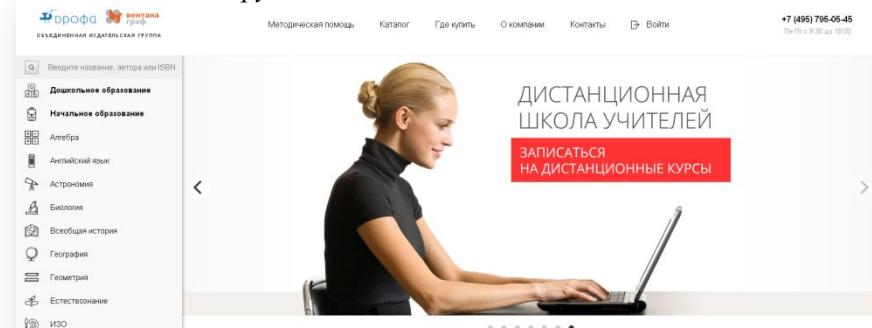 дрофа вентана
граф
ОБЪЕДИНЕННАЯ ИЗДАТЕЛЬСКАЯ ГРУППА
Методическая помощь Каталог Где купить О компании Контакты Войти
+7 (495) 795-05-45
Пн-Пт с 9:30 до 18:00
Введите название, автора или ISBN
Дошкольное образование
Начальное образование
Алгебра
Английский язык
Астрономия
Биология
Всеобщая история
География
Геометрия
Естествознание
ИЗО
ДИСТАНЦИОННАЯ
ШКОЛА УЧИТЕЛЕЙ
ЗАПИСАТЬСЯ
НА ДИСТАНЦИОННЫЕ КУРСЫ